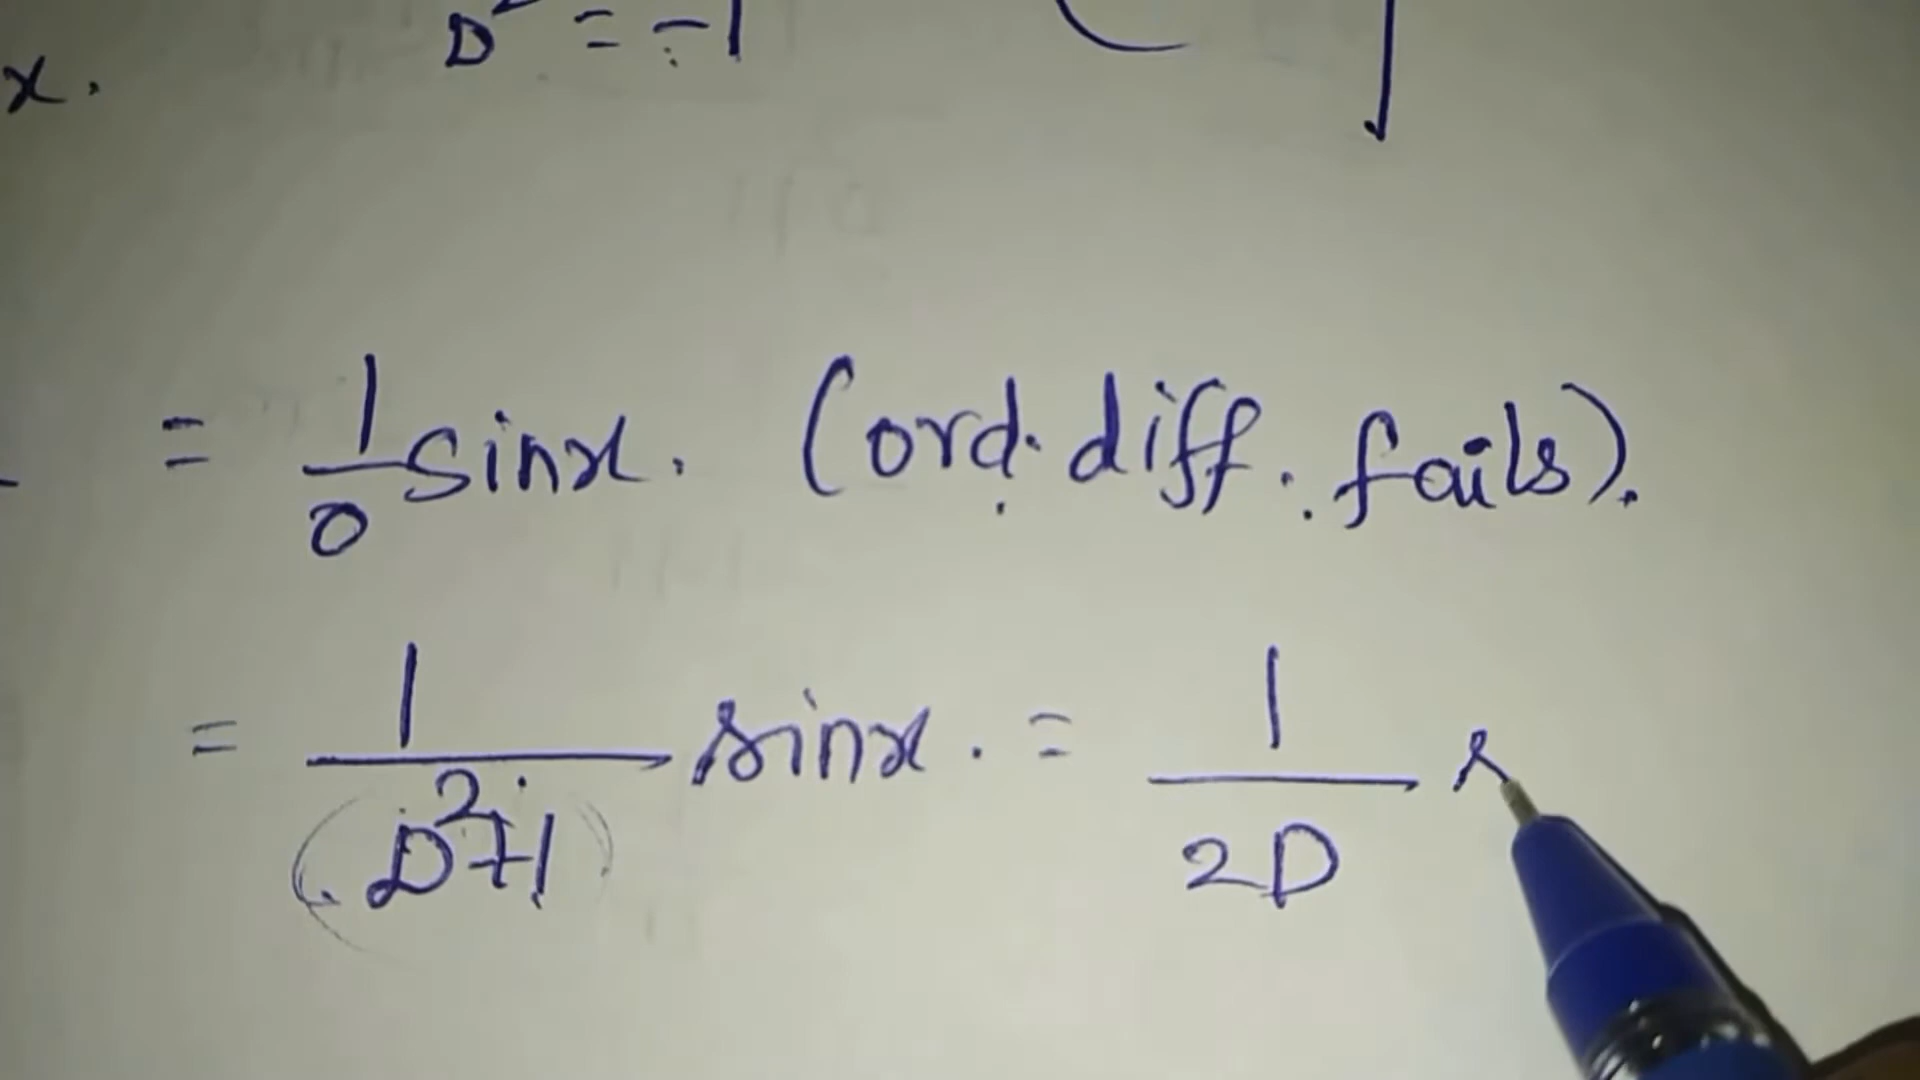 x. D² = -1
= 1/0 sinx. (ord. diff. fails).
= 1/(D²+1) sinx. = 1/2D s